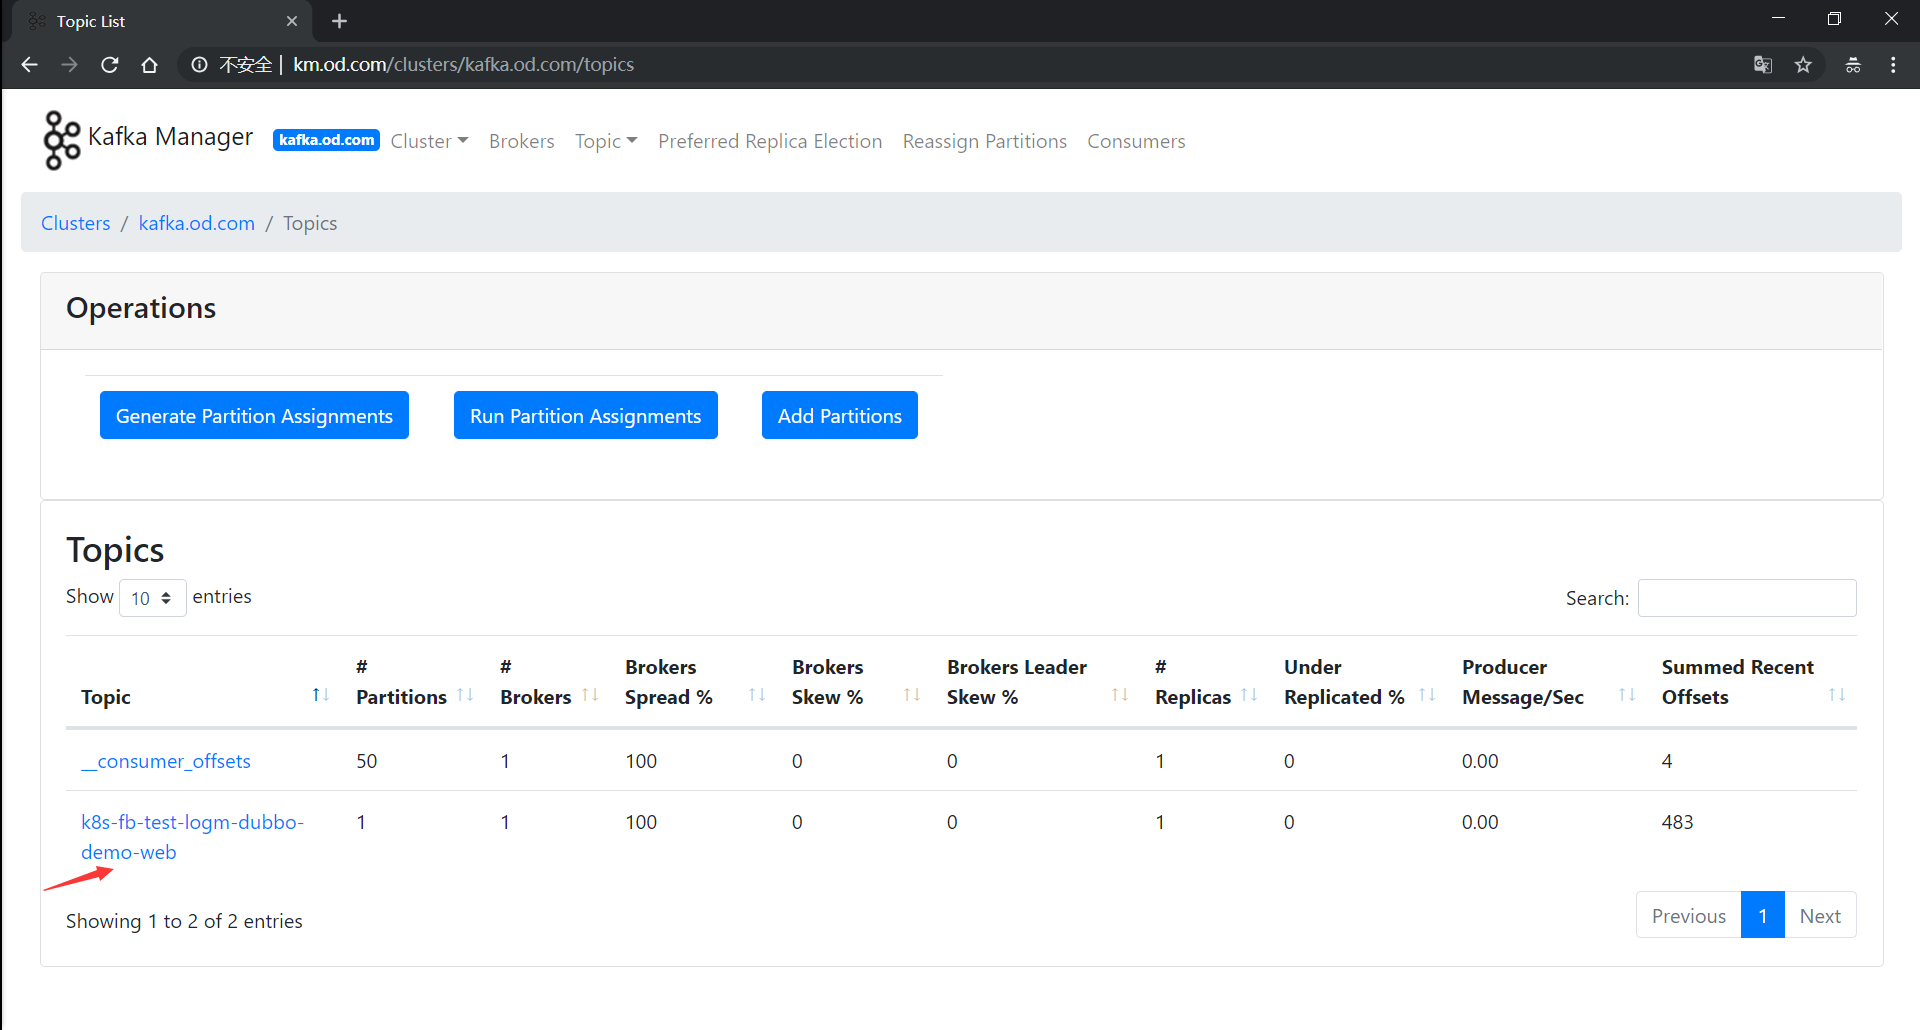 Topic List
不安全 | km.od.com/clusters/kafka.od.com/topics
Kafka Manager kafka.od.com Cluster Brokers Topic Preferred Replica Election Reassign Partitions Consumers
Clusters / kafka.od.com / Topics
Operations
Generate Partition Assignments Run Partition Assignments Add Partitions
Topics
Show 10 entries Search:
Topic # Partitions # Brokers Brokers Spread % Brokers Skew % Brokers Leader Skew % # Replicas Under Replicated % Producer Message/Sec Summed Recent Offsets
__consumer_offsets 50 1 100 0 0 1 0 0.00 4
k8s-fb-test-logm-dubbo- 1 1 100 0 0 1 0 0.00 483
demo-web
Showing 1 to 2 of 2 entries Previous 1 Next